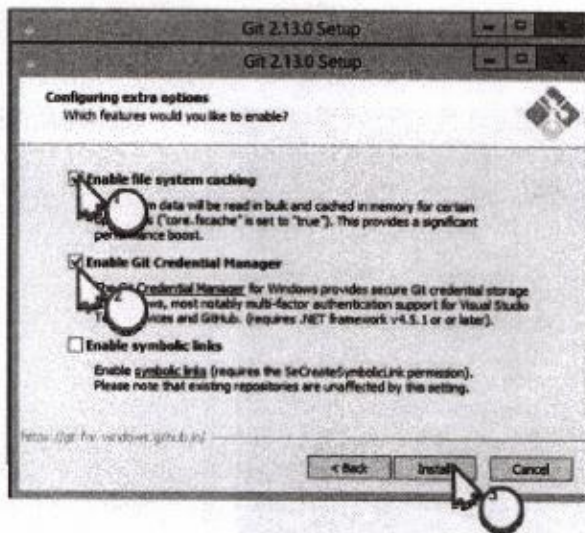 Git 2.13.0 Setup
Git 2.13.0 Setup
Configuring extra options
Which features would you like to enable?
Enable file system caching
data will be read in bulk and cached in memory for certain
("core.fscache" is set to "true"). This provides a significant
boost.
Enable Git Credential Manager
The Git Credential Manager for Windows provides secure Git credential storage
most notably multi-factor authentication support for Visual Studio
and GitHub. (requires .NET framework v4.5.1 or or later).
Enable symbolic links
Enable symbolic links (requires the SeCreateSymbolicLink permission).
Please note that existing repositories are unaffected by this setting.
https://git-for-windows.github.io/
< Back
Install
Cancel